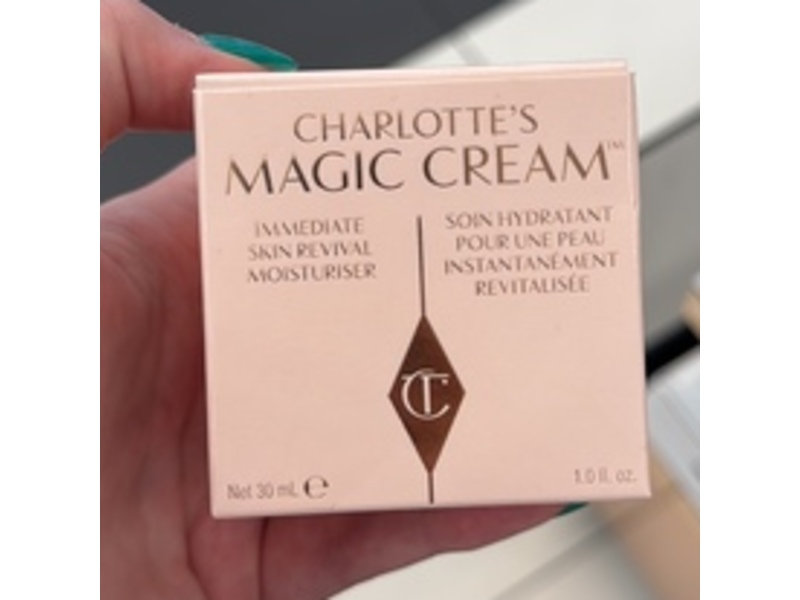 CHARLOTTE'S
MAGIC CREAM™
IMMEDIATE
SKIN REVIVAL
MOISTURISER
SOIN HYDRATANT
POUR UNE PEAU
INSTANTANÉMENT
REVITALISÉE
CT
Net 30 mL ℮
1.0 fl. oz.